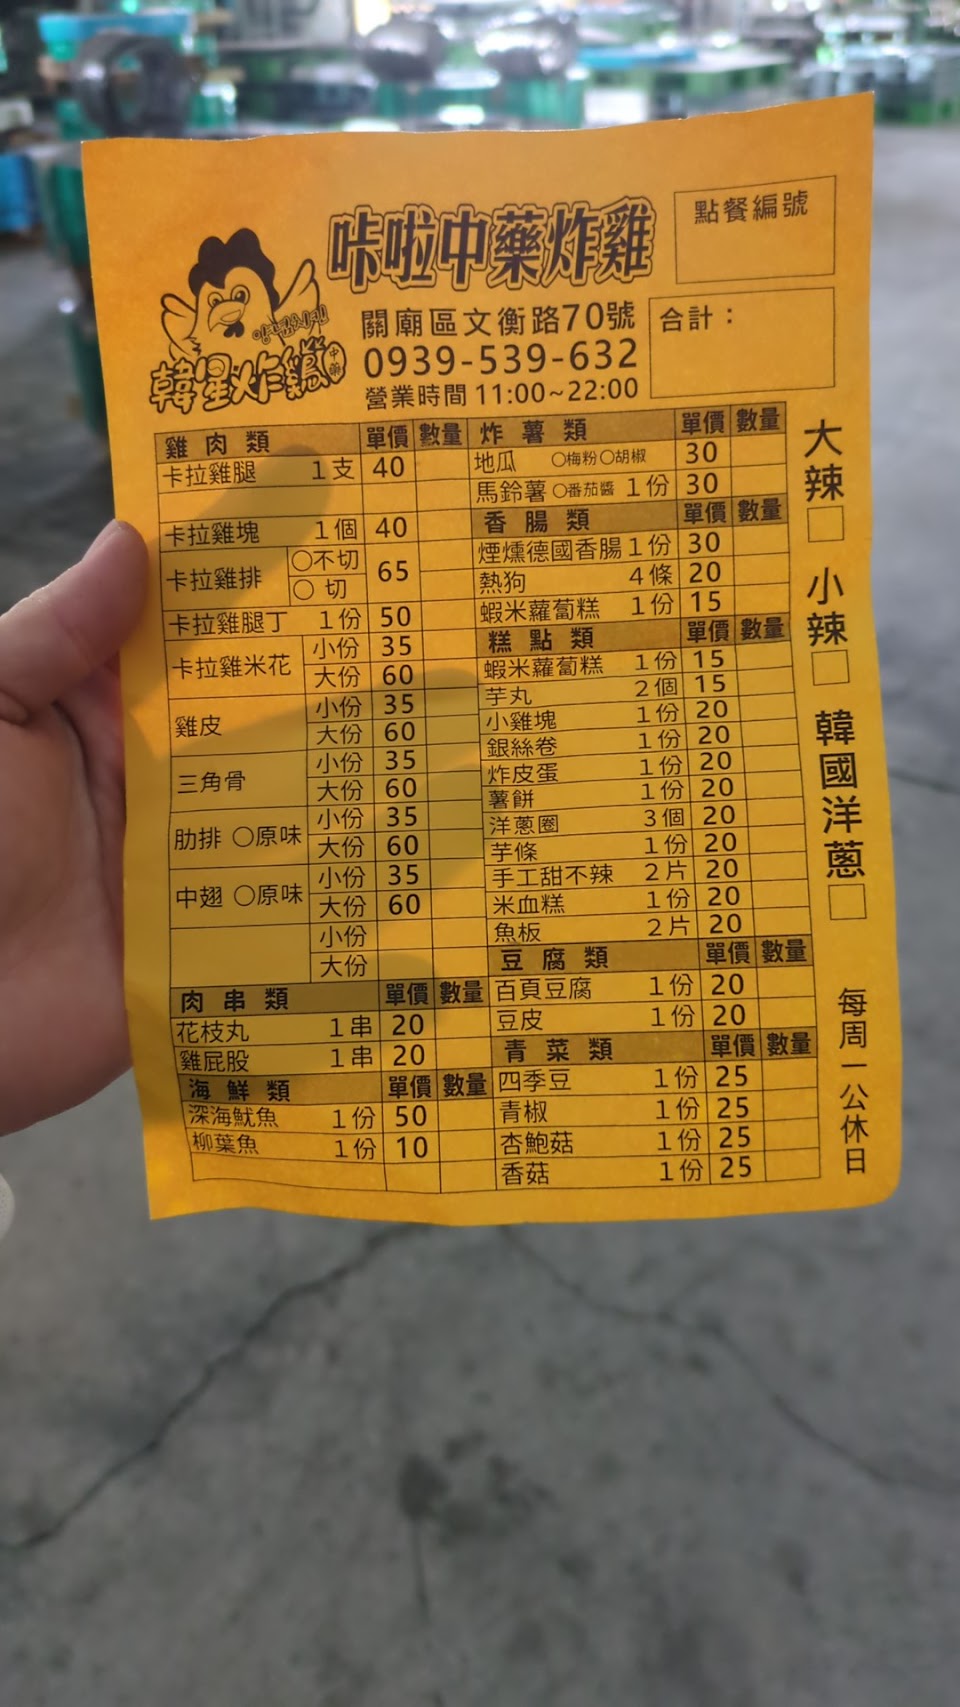 咔啦中藥炸雞
點餐編號
양념치킨
韓星炸雞
中藥
關廟區文衡路70號
0939-539-632
營業時間 11:00~22:00
合計：
雞肉類 單價 數量
卡拉雞腿 1支 40
卡拉雞塊 1個 40
卡拉雞排 ○不切 ○切 65
卡拉雞腿丁 1份 50
卡拉雞米花 小份 35
大份 60
雞皮 小份 35
大份 60
三角骨 小份 35
大份 60
肋排 ○原味 小份 35
大份 60
中翅 ○原味 小份 35
大份 60
小份
大份
肉串類 單價 數量
花枝丸 1串 20
雞屁股 1串 20
海鮮類 單價 數量
深海魷魚 1份 50
柳葉魚 1份 10
炸薯類 單價 數量
地瓜 ○梅粉○胡椒 30
馬鈴薯 ○番茄醬 1份 30
香腸類 單價 數量
煙燻德國香腸 1份 30
熱狗 4條 20
蝦米蘿蔔糕 1份 15
糕點類 單價 數量
蝦米蘿蔔糕 1份 15
芋丸 2個 15
小雞塊 1份 20
銀絲卷 1份 20
炸皮蛋 1份 20
薯餅 1份 20
洋蔥圈 3個 20
芋條 1份 20
手工甜不辣 2片 20
米血糕 1份 20
魚板 2片 20
豆腐類 單價 數量
百頁豆腐 1份 20
豆皮 1份 20
青菜類 單價 數量
四季豆 1份 25
青椒 1份 25
杏鮑菇 1份 25
香菇 1份 25
大辣□
小辣□
韓國洋蔥□
每周一公休日